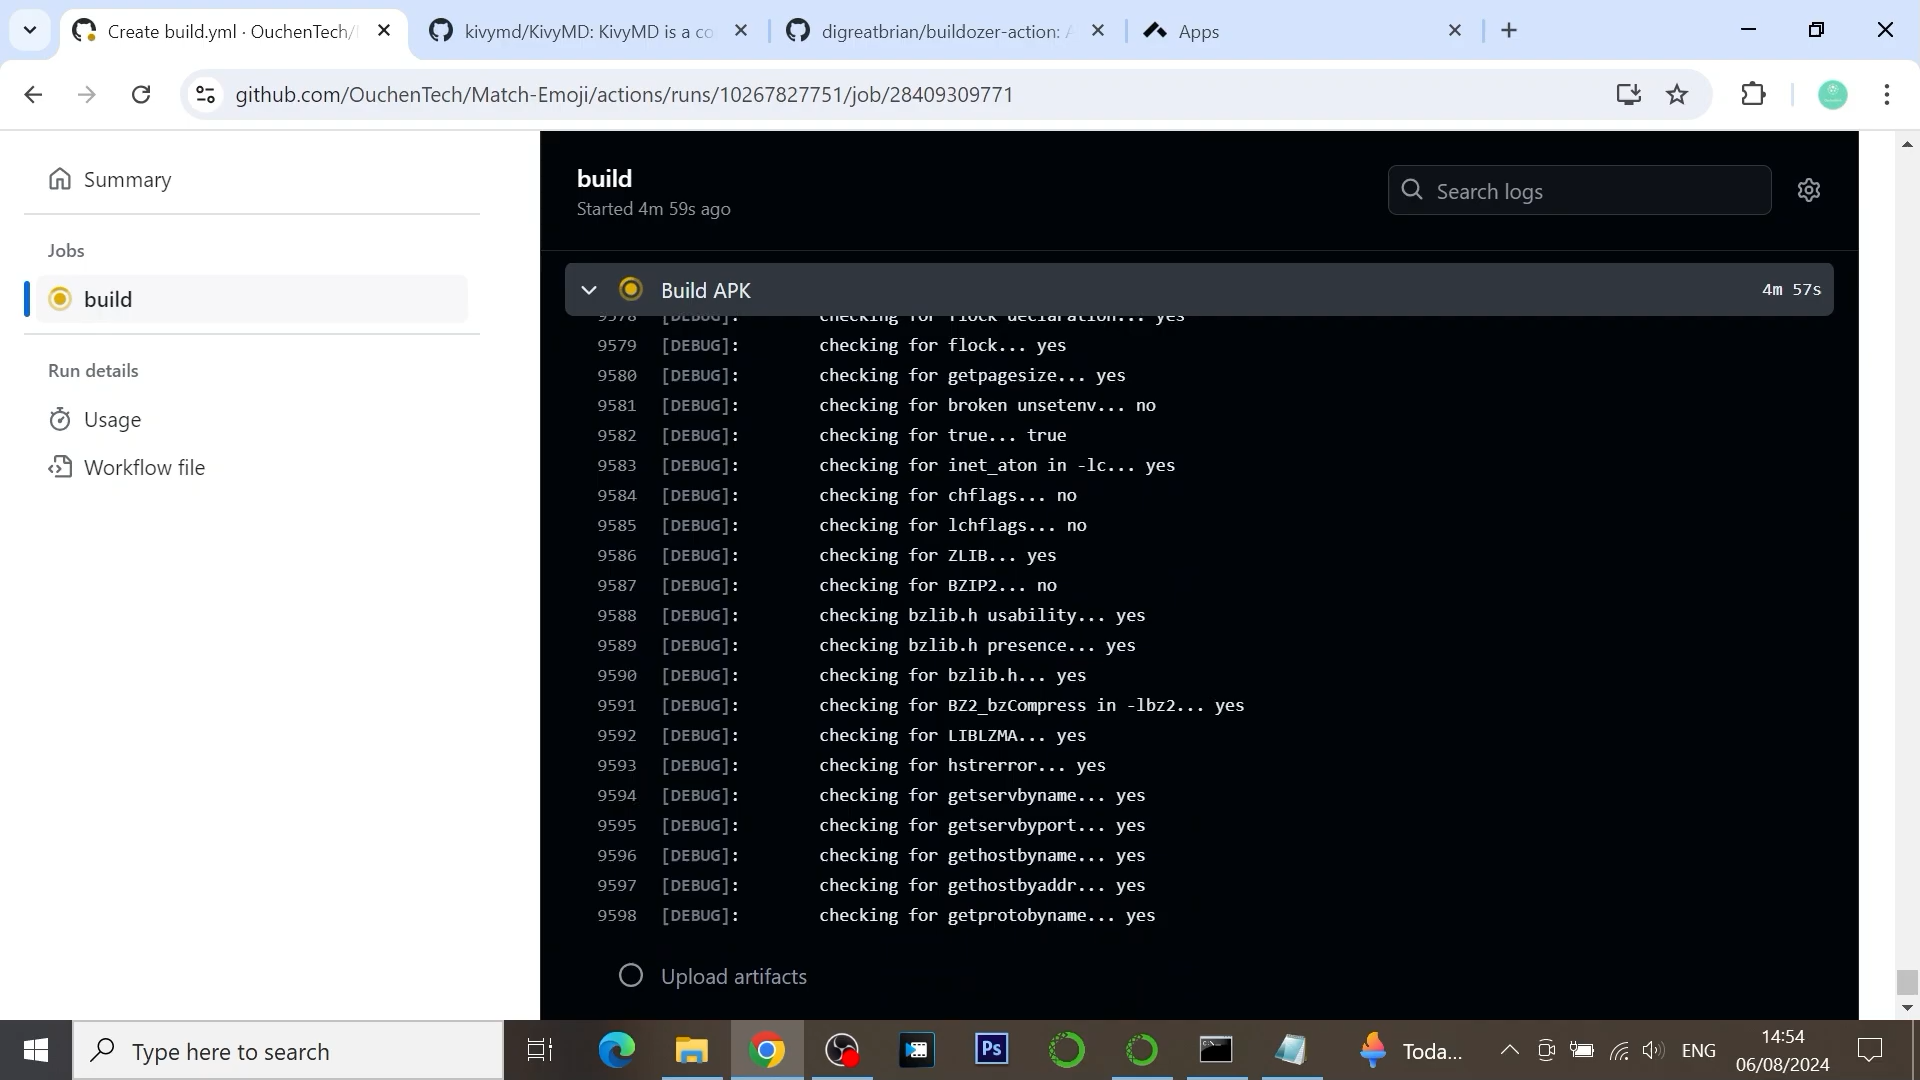 Create build.yml · OuchenTech/
kivymd/KivyMD: KivyMD is a co
digreatbrian/buildozer-action: A
Apps
github.com/OuchenTech/Match-Emoji/actions/runs/10267827751/job/28409309771
Summary
Jobs
build
Run details
Usage
Workflow file
build
Started 4m 59s ago
Search logs
Build APK
4m 57s
9578 [DEBUG]: checking for flock declaration... yes
9579 [DEBUG]: checking for flock... yes
9580 [DEBUG]: checking for getpagesize... yes
9581 [DEBUG]: checking for broken unsetenv... no
9582 [DEBUG]: checking for true... true
9583 [DEBUG]: checking for inet_aton in -lc... yes
9584 [DEBUG]: checking for chflags... no
9585 [DEBUG]: checking for lchflags... no
9586 [DEBUG]: checking for ZLIB... yes
9587 [DEBUG]: checking for BZIP2... no
9588 [DEBUG]: checking bzlib.h usability... yes
9589 [DEBUG]: checking bzlib.h presence... yes
9590 [DEBUG]: checking for bzlib.h... yes
9591 [DEBUG]: checking for BZ2_bzCompress in -lbz2... yes
9592 [DEBUG]: checking for LIBLZMA... yes
9593 [DEBUG]: checking for hstrerror... yes
9594 [DEBUG]: checking for getservbyname... yes
9595 [DEBUG]: checking for getservbyport... yes
9596 [DEBUG]: checking for gethostbyname... yes
9597 [DEBUG]: checking for gethostbyaddr... yes
9598 [DEBUG]: checking for getprotobyname... yes
Upload artifacts
Type here to search
Ps
Toda...
ENG
14:54
06/08/2024